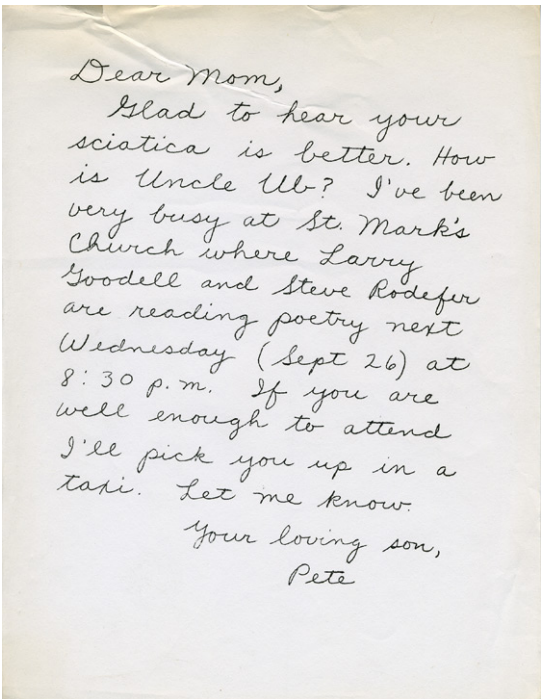 Dear Mom,
Glad to hear your
sciatica is better. How
is Uncle Ub? I've been
very busy at St. Mark's
Church where Larry
Goodell and Steve Rodefer
are reading poetry next
Wednesday (Sept 26) at
8:30 p.m. If you are
well enough to attend
I'll pick you up in a
taxi. Let me know.
Your loving son,
Pete